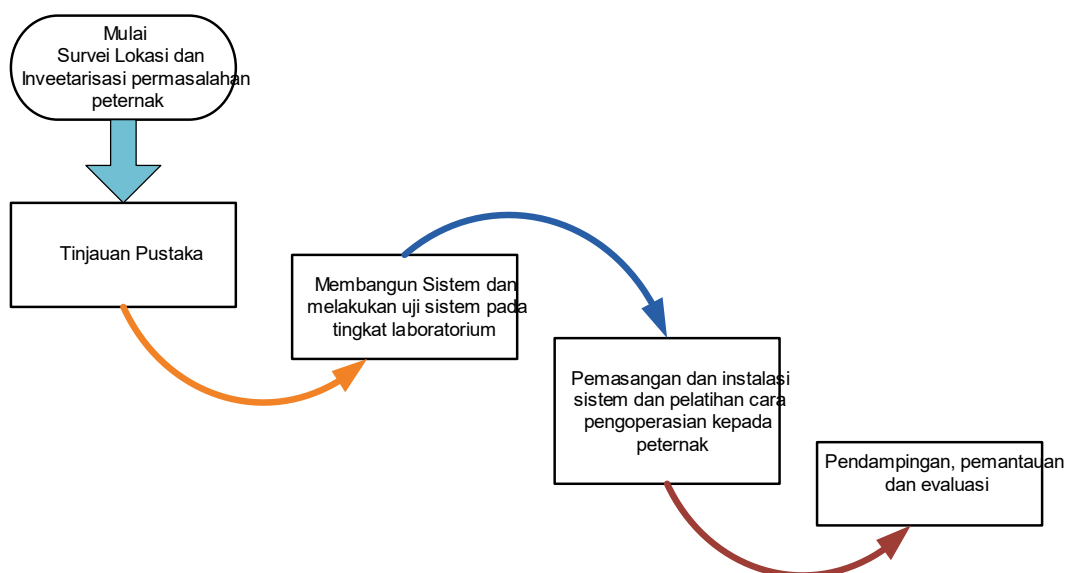 Mulai
Survei Lokasi dan
Inveetarisasi permasalahan
peternak
Tinjauan Pustaka
Membangun Sistem dan
melakukan uji sistem pada
tingkat laboratorium
Pemasangan dan instalasi
sistem dan pelatihan cara
pengoperasian kepada
peternak
Pendampingan, pemantauan
dan evaluasi